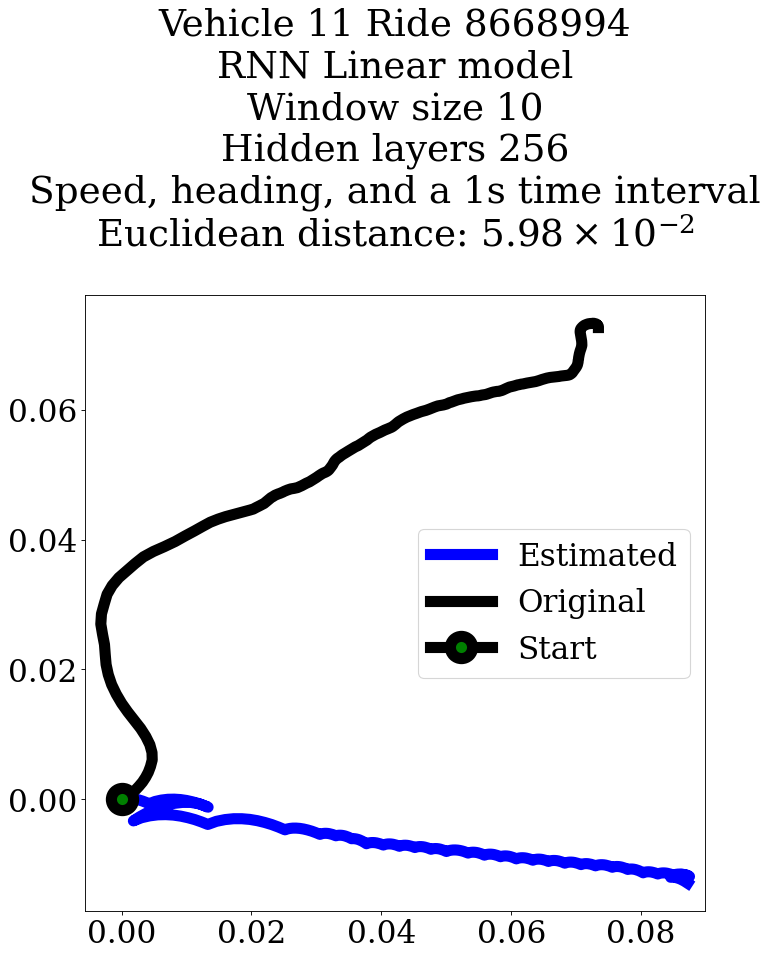 Vehicle 11 Ride 8668994
RNN Linear model
Window size 10
Hidden layers 256
Speed, heading, and a 1s time interval
Euclidean distance: 5.98 × 10⁻²
0.06
0.04
0.02
0.00
Estimated
Original
Start
0.00 0.02 0.04 0.06 0.08